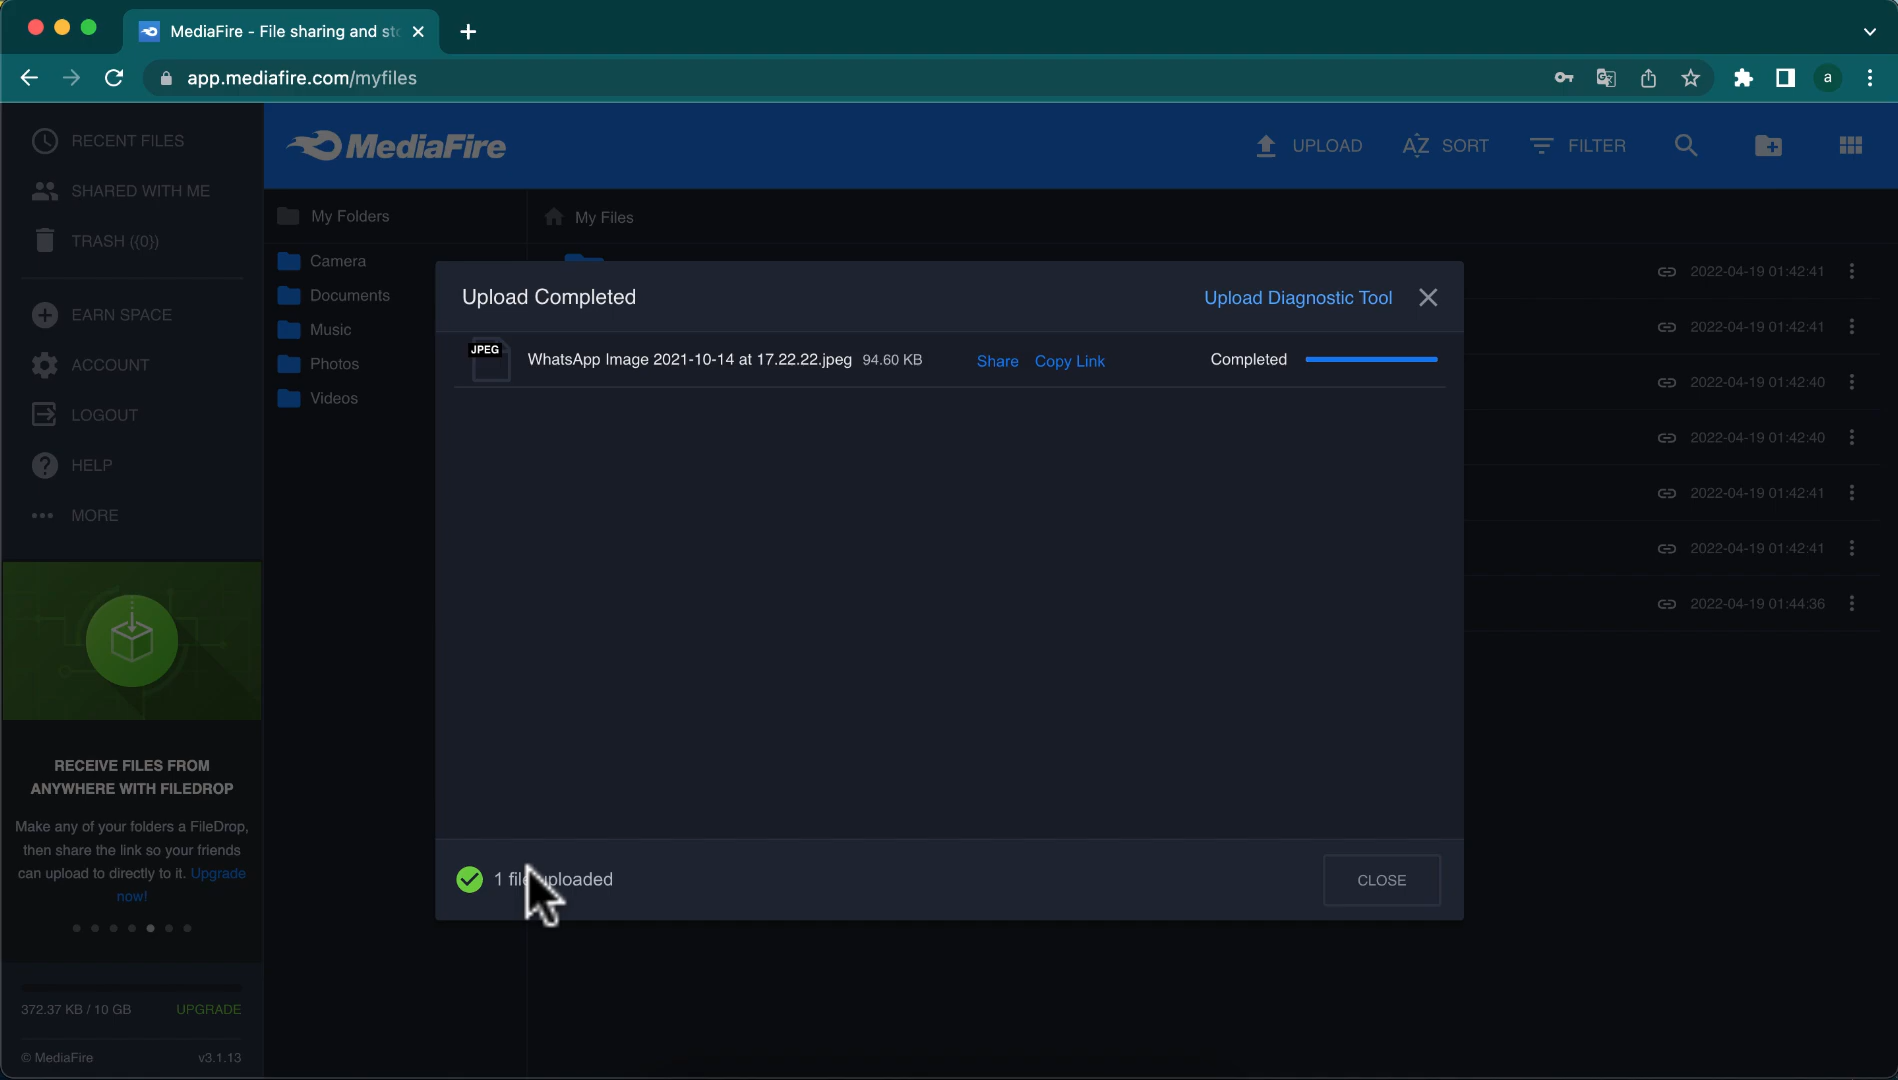 MediaFire - File sharing and sto
app.mediafire.com/myfiles
a
RECENT FILES
SHARED WITH ME
TRASH ({0})
EARN SPACE
ACCOUNT
LOGOUT
HELP
MORE
RECEIVE FILES FROM
ANYWHERE WITH FILEDROP
Make any of your folders a FileDrop,
then share the link so your friends
can upload to directly to it. Upgrade
now!
372.37 KB / 10 GB
UPGRADE
© MediaFire
v3.1.13
MediaFire
UPLOAD
AZ SORT
FILTER
My Folders
Camera
Documents
Music
Photos
Videos
My Files
2022-04-19 01:42:41
2022-04-19 01:42:41
2022-04-19 01:42:40
2022-04-19 01:42:40
2022-04-19 01:42:41
2022-04-19 01:42:41
2022-04-19 01:44:36
Upload Completed
Upload Diagnostic Tool
JPEG
WhatsApp Image 2021-10-14 at 17.22.22.jpeg 94.60 KB
Share
Copy Link
Completed
1 file uploaded
CLOSE